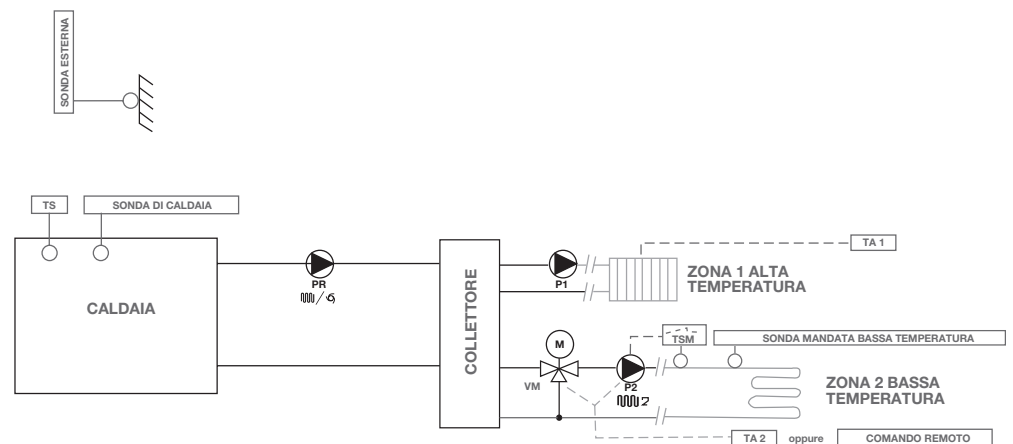 SONDA ESTERNA
TS
SONDA DI CALDAIA
CALDAIA
PR
COLLETTORE
P1
TA 1
ZONA 1 ALTA
TEMPERATURA
M
VM
P2
TSM
SONDA MANDATA BASSA TEMPERATURA
ZONA 2 BASSA
TEMPERATURA
TA 2 oppure COMANDO REMOTO